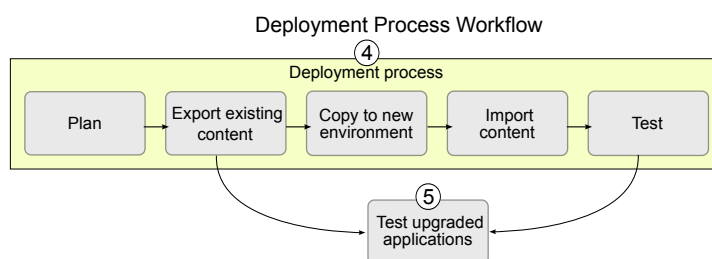 Deployment Process Workflow
4
Deployment process
Plan
Export existing
content
Copy to new
environment
Import
content
Test
5
Test upgraded
applications